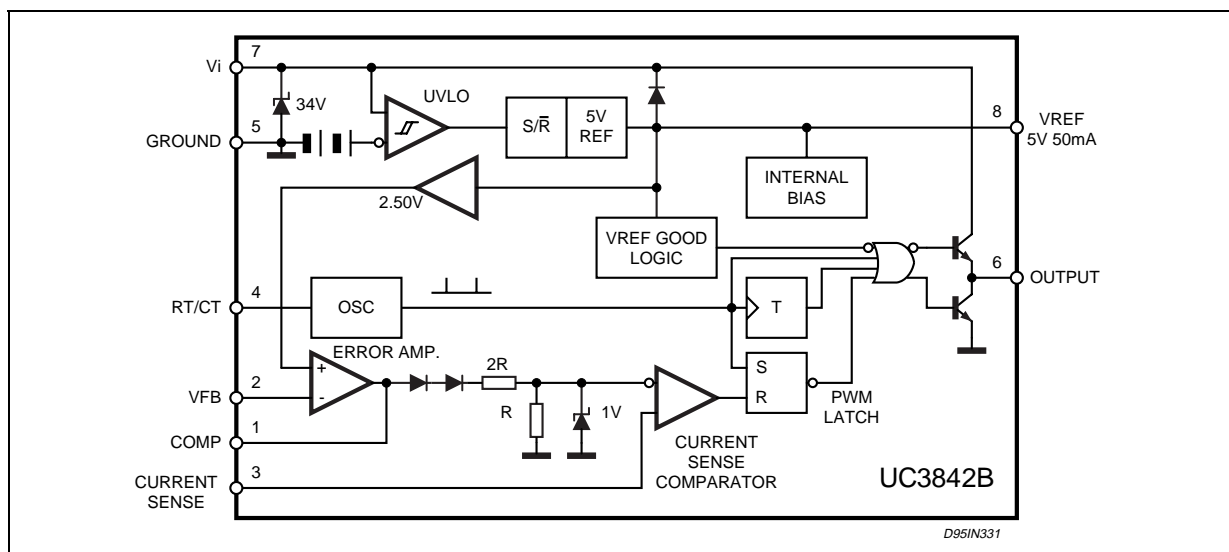 7
Vi
34V
UVLO
S/R̅
5V
REF
8
VREF
5V 50mA
5
GROUND
2.50V
INTERNAL
BIAS
VREF GOOD
LOGIC
6
OUTPUT
4
RT/CT
OSC
T
ERROR AMP.
+
-
2R
R
1V
S
R
PWM
LATCH
2
VFB
1
COMP
3
CURRENT
SENSE
CURRENT
SENSE
COMPARATOR
UC3842B
D95IN331